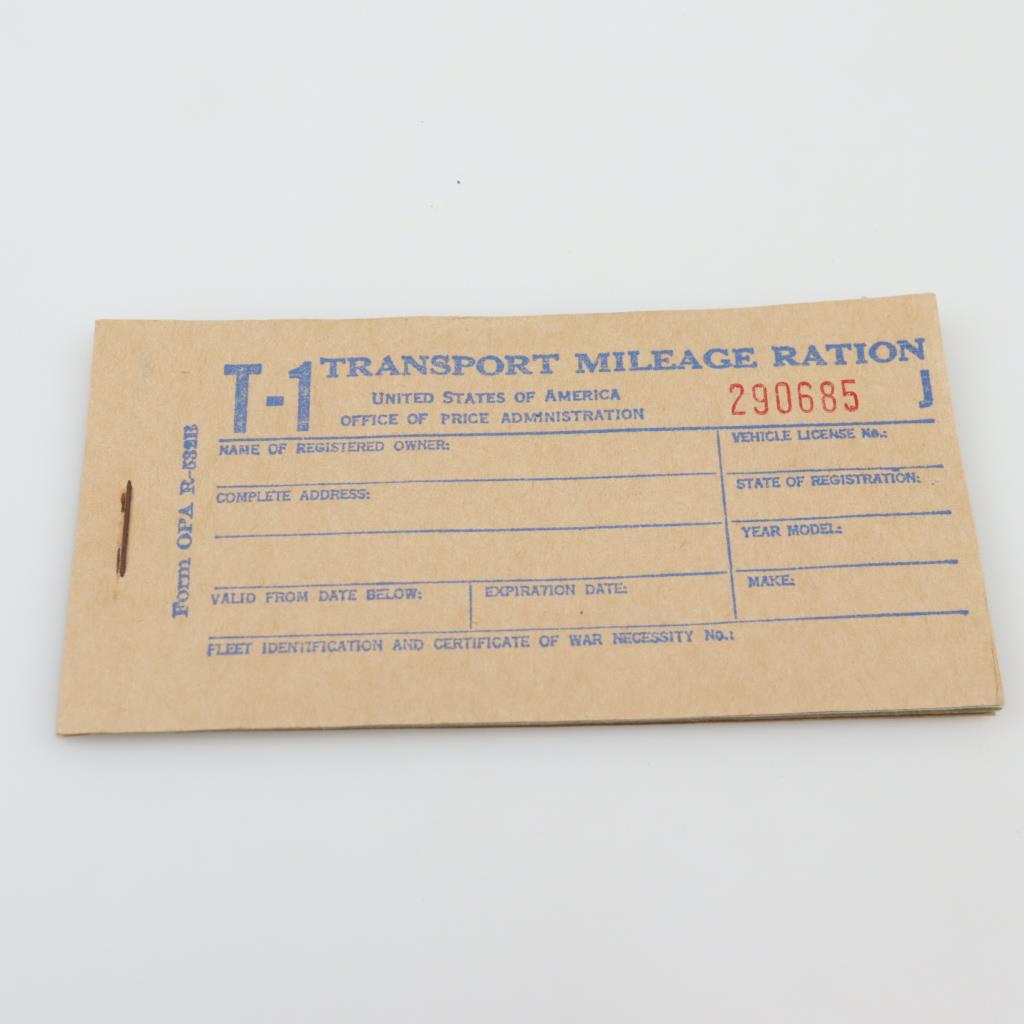 T-1 TRANSPORT MILEAGE RATION
UNITED STATES OF AMERICA
OFFICE OF PRICE ADMINISTRATION
290685 J
NAME OF REGISTERED OWNER:
VEHICLE LICENSE No.:
COMPLETE ADDRESS:
STATE OF REGISTRATION:
YEAR MODEL:
MAKE:
VALID FROM DATE BELOW:
EXPIRATION DATE:
FLEET IDENTIFICATION AND CERTIFICATE OF WAR NECESSITY No.:
Form OPA R-532B